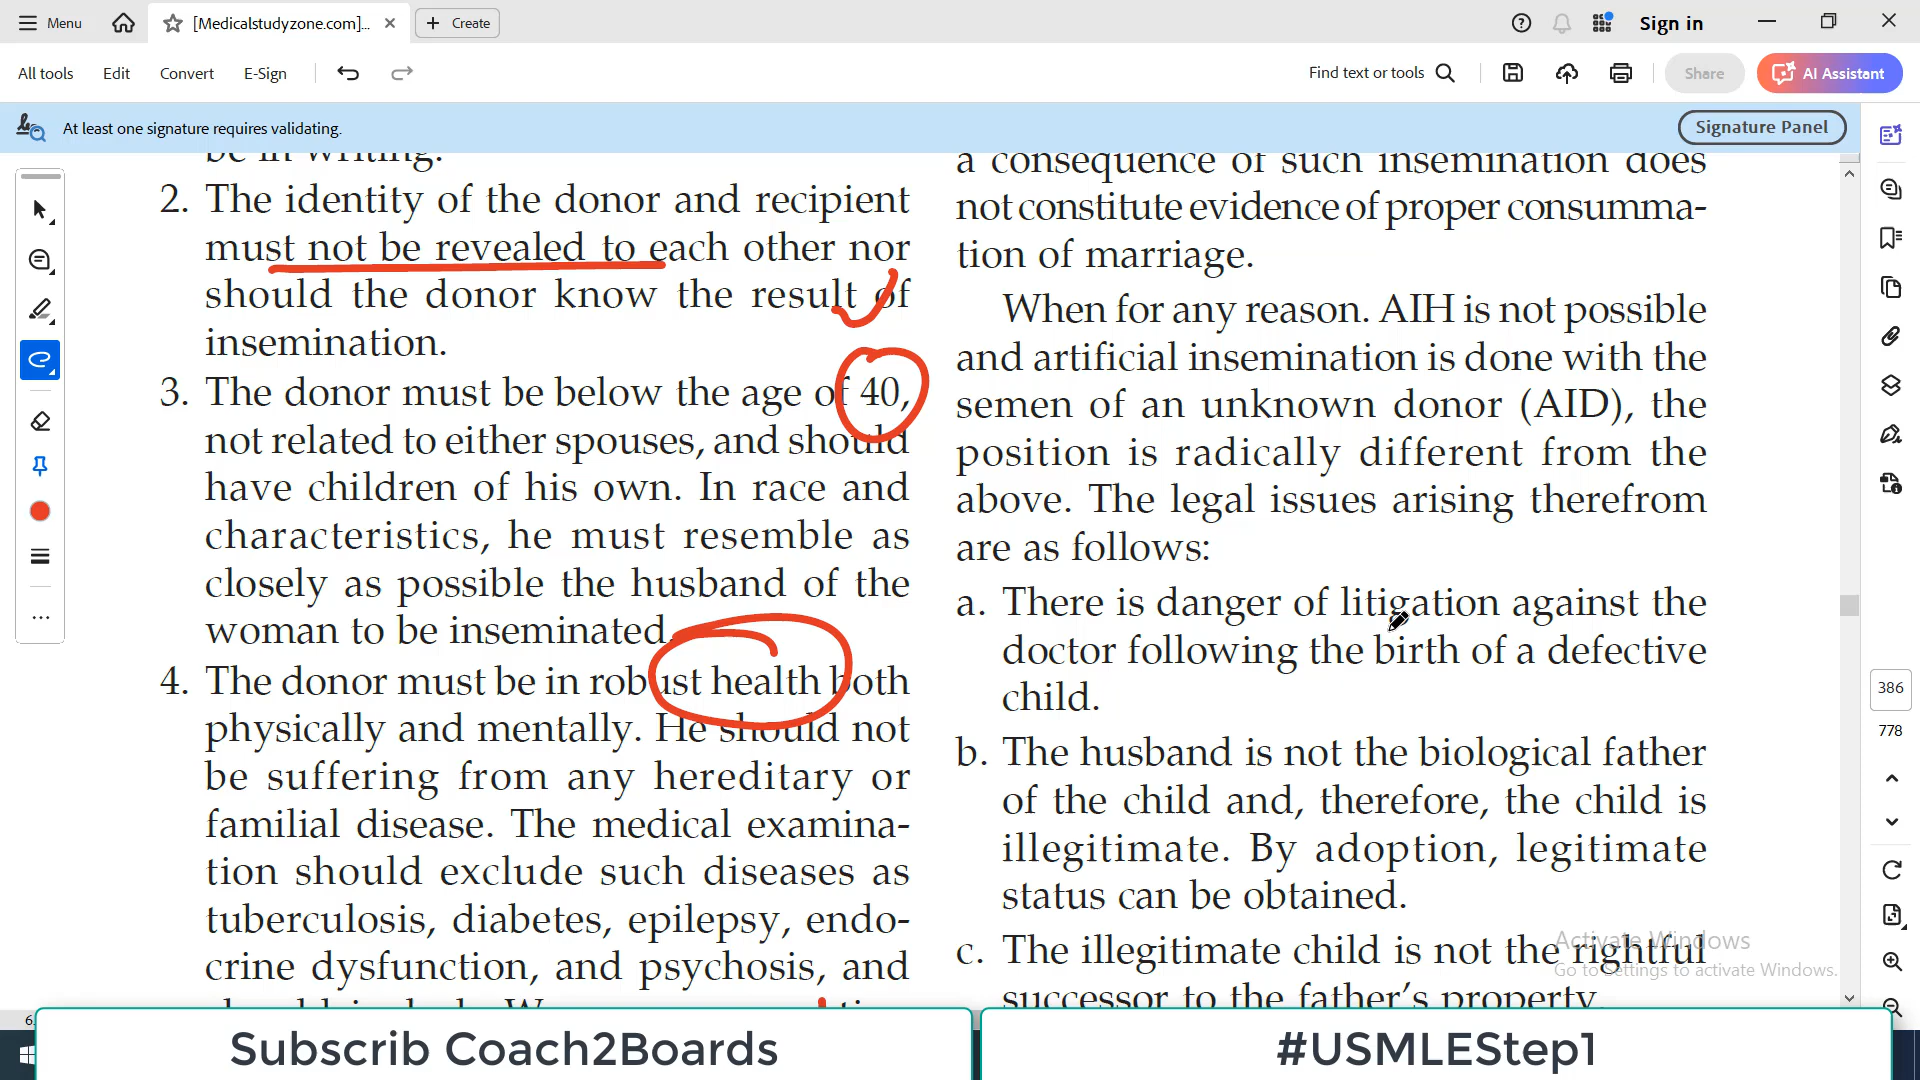 Menu
[Medicalstudyzone.com]...
Create
Sign in
All tools
Edit
Convert
E-Sign
Find text or tools
Share
AI Assistant
At least one signature requires validating.
Signature Panel
be in writing.
2. The identity of the donor and recipient
must not be revealed to each other nor
should the donor know the result of
insemination.
3. The donor must be below the age of 40,
not related to either spouses, and should
have children of his own. In race and
characteristics, he must resemble as
closely as possible the husband of the
woman to be inseminated.
4. The donor must be in robust health both
physically and mentally. He should not
be suffering from any hereditary or
familial disease. The medical examina-
tion should exclude such diseases as
tuberculosis, diabetes, epilepsy, endo-
crine dysfunction, and psychosis, and
a consequence of such insemination does
not constitute evidence of proper consumma-
tion of marriage.
When for any reason. AIH is not possible
and artificial insemination is done with the
semen of an unknown donor (AID), the
position is radically different from the
above. The legal issues arising therefrom
are as follows:
a. There is danger of litigation against the
doctor following the birth of a defective
child.
b. The husband is not the biological father
of the child and, therefore, the child is
illegitimate. By adoption, legitimate
status can be obtained.
c. The illegitimate child is not the rightful
successor to the father's property.
386
778
Activate Windows
Go to Settings to activate Windows.
Subscrib Coach2Boards
#USMLEStep1